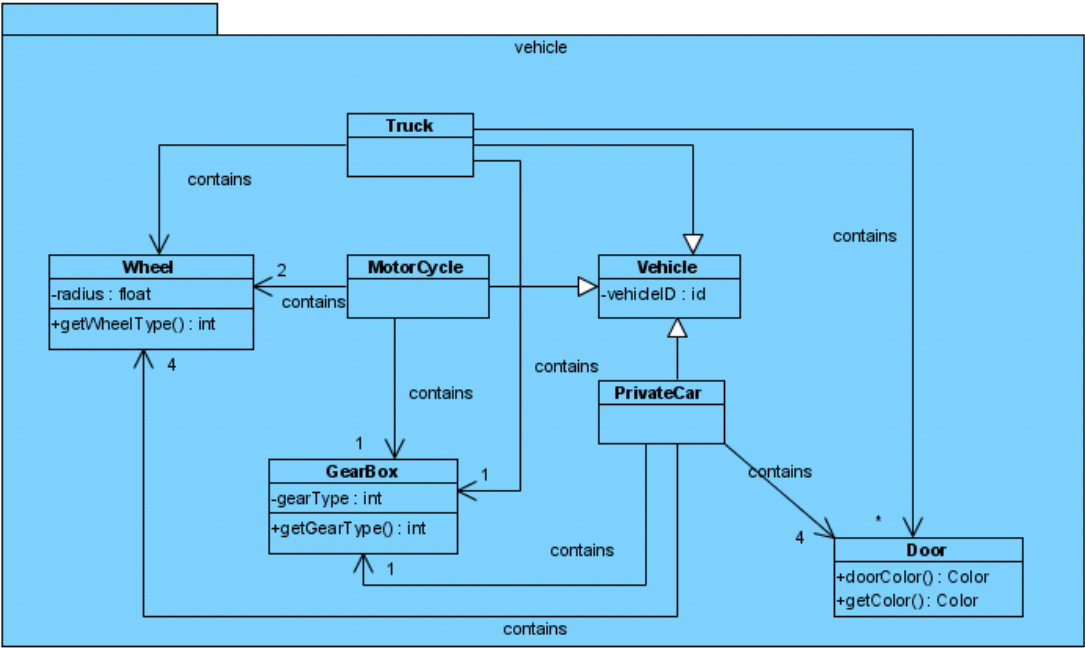 vehicle
Truck
contains
contains
Wheel
-radius : float
+getWheelType() : int
2
contains
MotorCycle
Vehicle
-vehicleID : id
4
contains
contains
PrivateCar
1
GearBox
-gearType : int
+getGearType() : int
1
contains
*
4
Door
+doorColor() : Color
+getColor() : Color
1
contains
contains